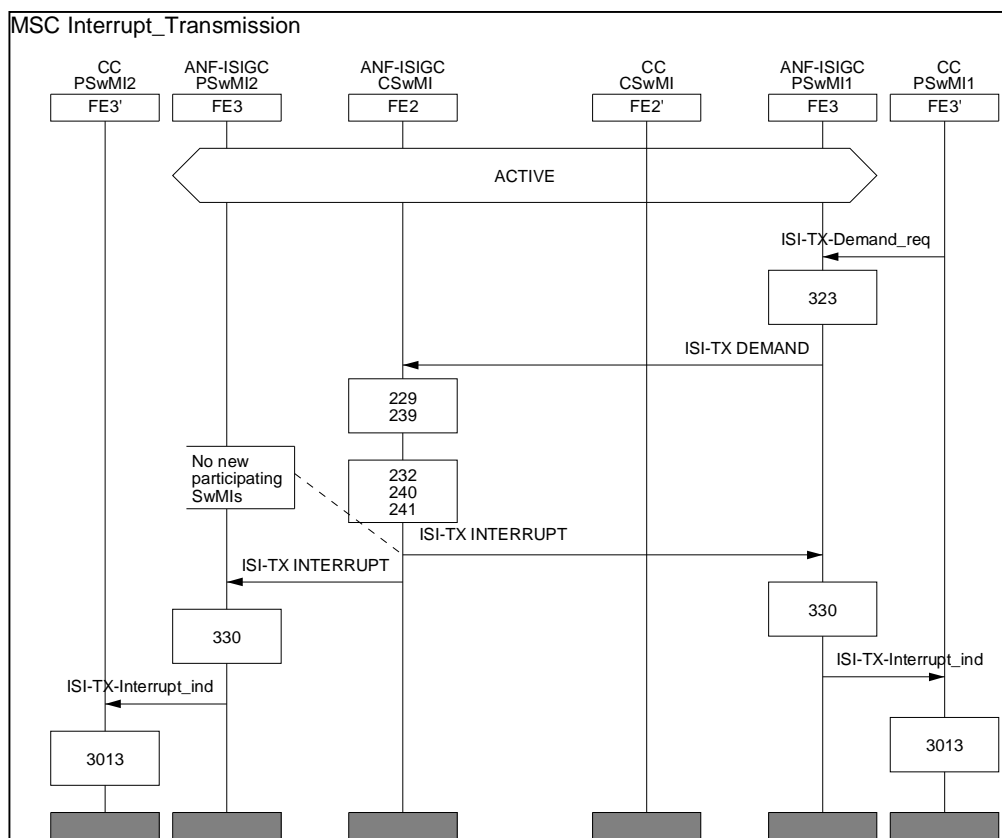 MSC Interrupt_Transmission
CC
PSwMI2
FE3'
ANF-ISIGC
PSwMI2
FE3
ANF-ISIGC
CSwMI
FE2
CC
CSwMI
FE2'
ANF-ISIGC
PSwMI1
FE3
CC
PSwMI1
FE3'
ACTIVE
ISI-TX-Demand_req
323
ISI-TX DEMAND
229
239
No new
participating
SwMIs
232
240
241
ISI-TX INTERRUPT
ISI-TX INTERRUPT
330
330
ISI-TX-Interrupt_ind
ISI-TX-Interrupt_ind
3013
3013